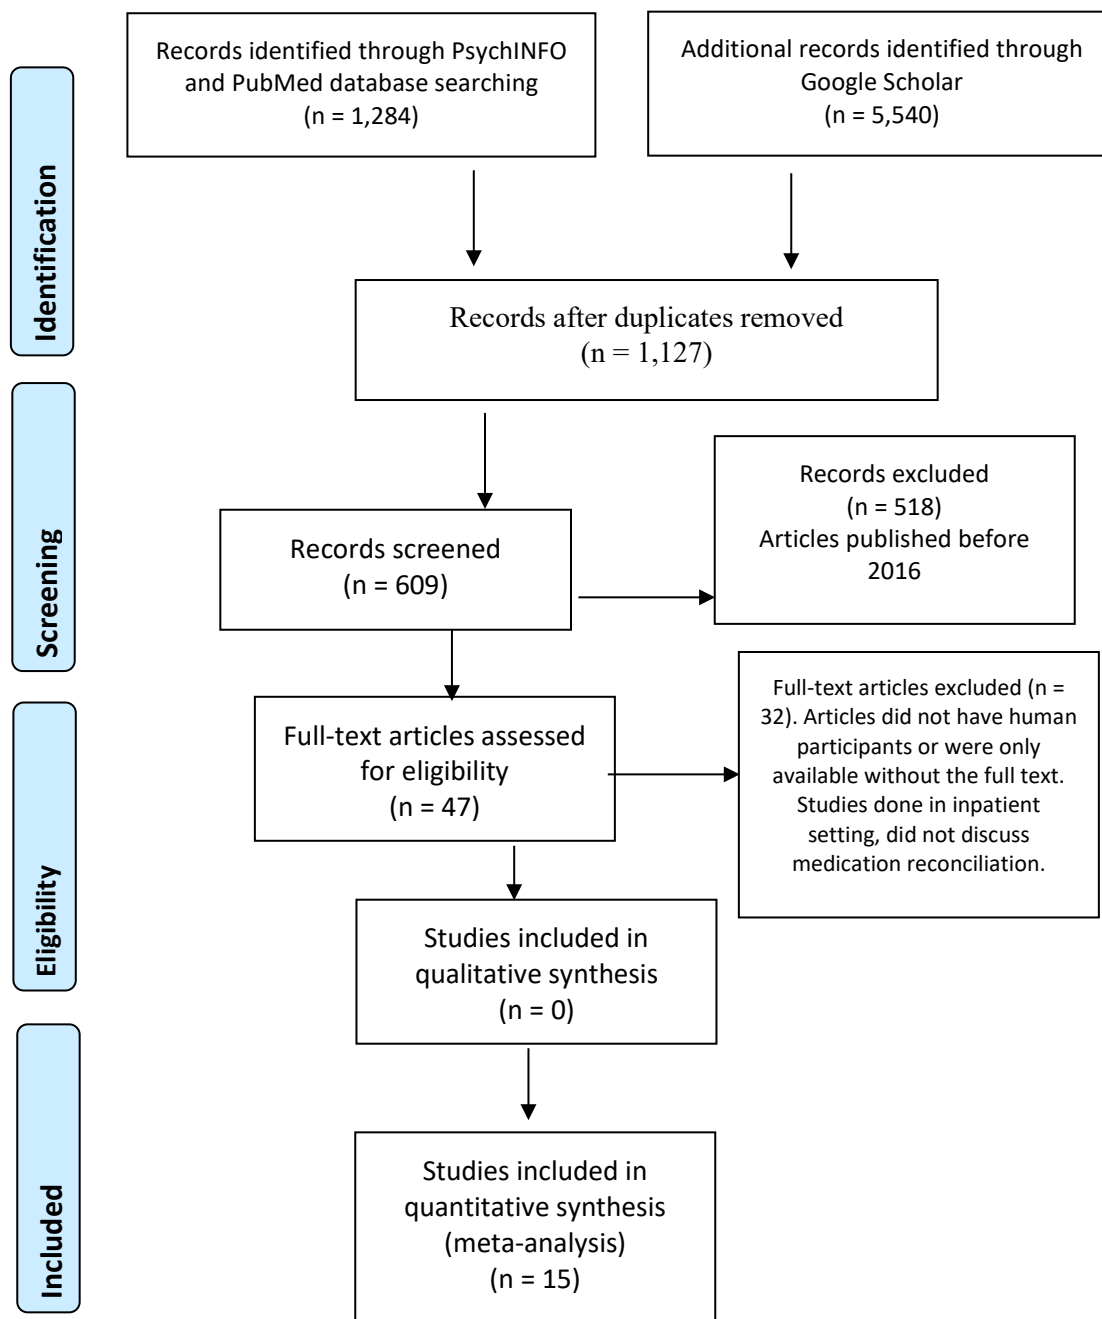 Records identified through PsychINFO
and PubMed database searching
(n = 1,284)
Additional records identified through
Google Scholar
(n = 5,540)
Identification
Records after duplicates removed
(n = 1,127)
Screening
Records screened
(n = 609)
Records excluded
(n = 518)
Articles published before
2016
Eligibility
Full-text articles assessed
for eligibility
(n = 47)
Full-text articles excluded (n =
32). Articles did not have human
participants or were only
available without the full text.
Studies done in inpatient
setting, did not discuss
medication reconciliation.
Studies included in
qualitative synthesis
(n = 0)
Included
Studies included in
quantitative synthesis
(meta-analysis)
(n = 15)